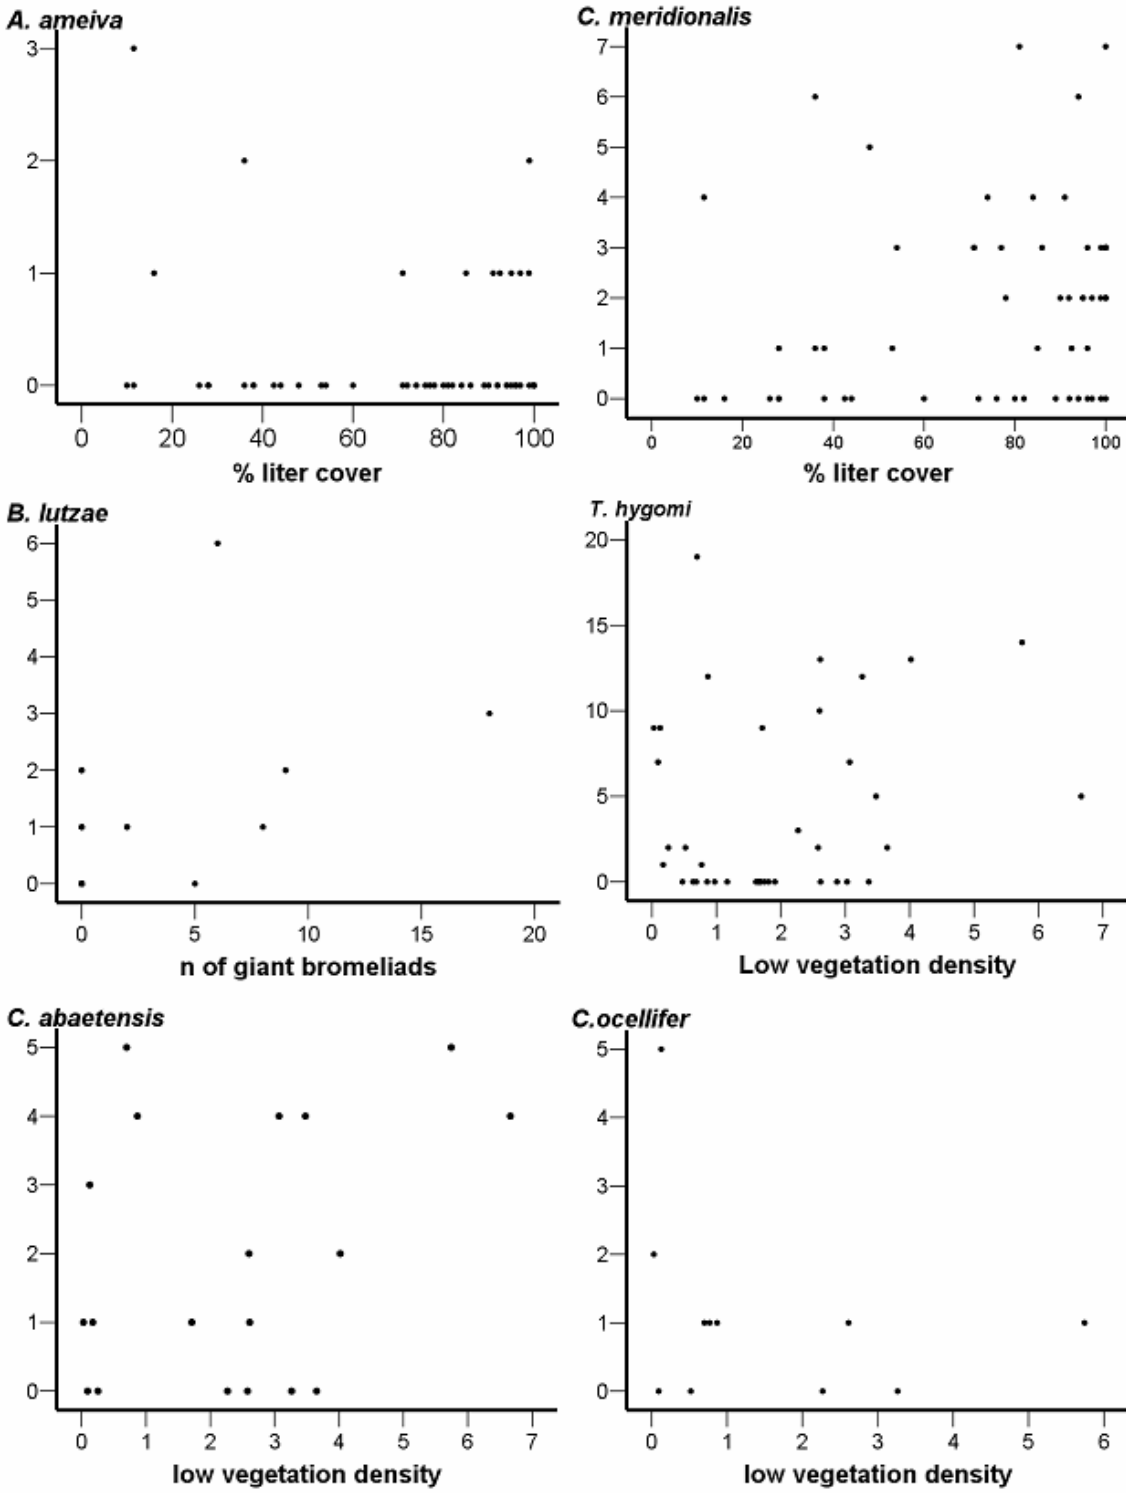 A. ameiva
3
2
1
0
0 20 40 60 80 100
% liter cover
C. meridionalis
7
6
5
4
3
2
1
0
0 20 40 60 80 100
% liter cover
B. lutzae
6
5
4
3
2
1
0
0 5 10 15 20
n of giant bromeliads
T. hygomi
20
15
10
5
0
0 1 2 3 4 5 6 7
Low vegetation density
C. abaetensis
5
4
3
2
1
0
0 1 2 3 4 5 6 7
low vegetation density
C.ocellifer
5
4
3
2
1
0
0 1 2 3 4 5 6
low vegetation density